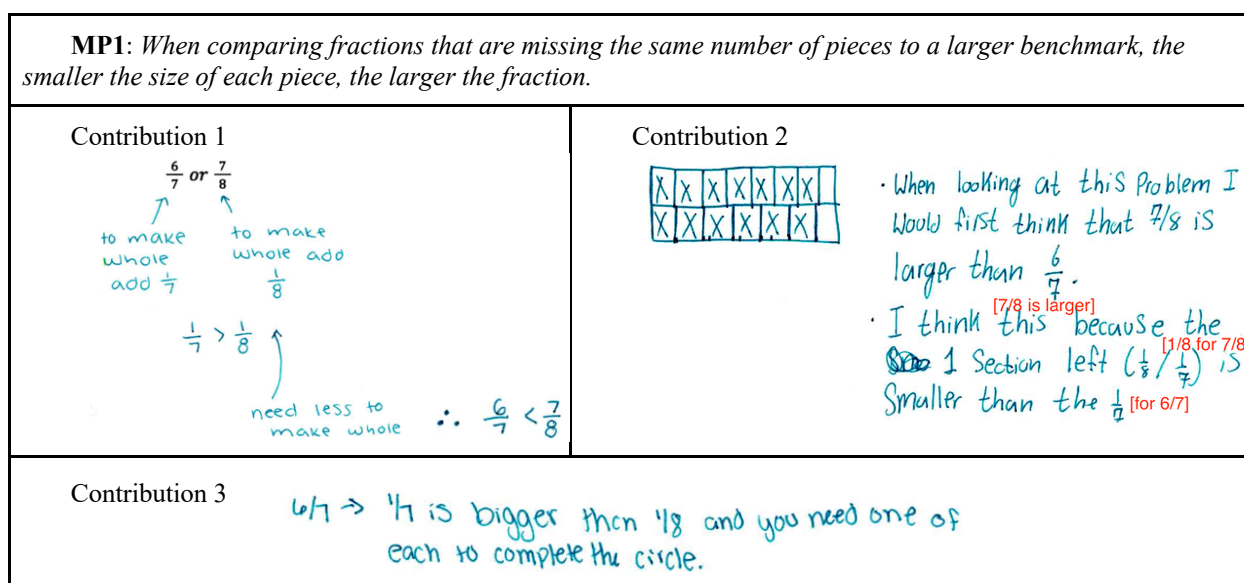 MP1: When comparing fractions that are missing the same number of pieces to a larger benchmark, the
smaller the size of each piece, the larger the fraction.
Contribution 1
6/7 or 7/8
to make
whole
add 1/7
to make
whole add
1/8
1/7 > 1/8
need less to
make whole
∴ 6/7 < 7/8
Contribution 2
X X X X X X X
X X X X X X
· When looking at this Problem I
Would first think that 7/8 is
larger than 6/7.
[7/8 is larger]
· I think this because the
[1/8 for 7/8
1 Section left (1/8 / 1/7) is
Smaller than the 1/7 [for 6/7]
Contribution 3
6/7 → 1/7 is bigger then 1/8 and you need one of
each to complete the circle.